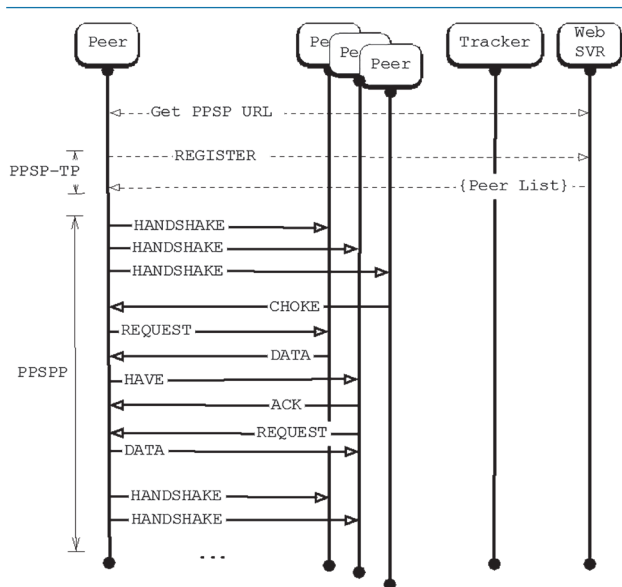 Peer
Pe
Pe
Peer
Tracker
Web
SVR
Get PPSP URL
REGISTER
PPSP-TP
{Peer List}
HANDSHAKE
HANDSHAKE
HANDSHAKE
CHOKE
REQUEST
DATA
PPSPP
HAVE
ACK
REQUEST
DATA
HANDSHAKE
HANDSHAKE
...